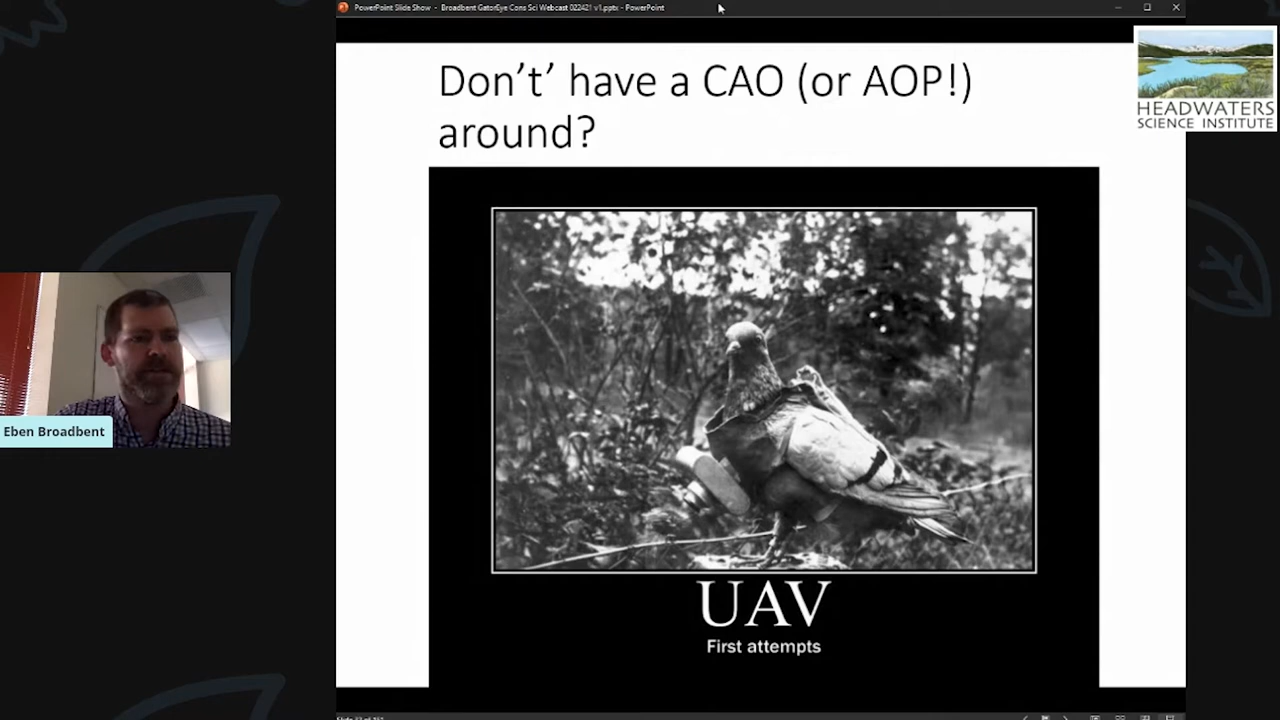 PowerPoint Slide Show - Broadbent GatorEye Cons Sci Webcast 022421 v1.pptx - PowerPoint
Don't' have a CAO (or AOP!)
around?
HEADWATERS
SCIENCE INSTITUTE
Eben Broadbent
UAV
First attempts